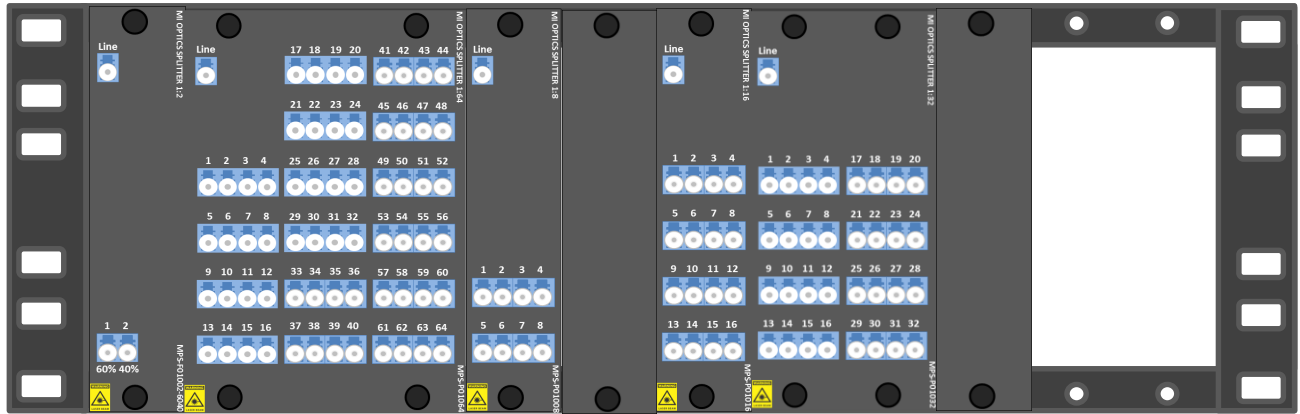 Line
MI OPTICS SPLITTER 1:2
1 2
60% 40%
MPS-F01002-6040
Line
17 18 19 20
41 42 43 44
MI OPTICS SPLITTER 1:64
21 22 23 24
45 46 47 48
1 2 3 4
25 26 27 28
49 50 51 52
5 6 7 8
29 30 31 32
53 54 55 56
9 10 11 12
33 34 35 36
57 58 59 60
13 14 15 16
37 38 39 40
61 62 63 64
MPS-P01064
Line
MI OPTICS SPLITTER 1:8
1 2 3 4
5 6 7 8
MPS-P01008
Line
MI OPTICS SPLITTER 1:16
1 2 3 4
5 6 7 8
9 10 11 12
13 14 15 16
MPS-P01016
Line
MI OPTICS SPLITTER 1:32
1 2 3 4
17 18 19 20
5 6 7 8
21 22 23 24
9 10 11 12
25 26 27 28
13 14 15 16
29 30 31 32
MPS-P01032